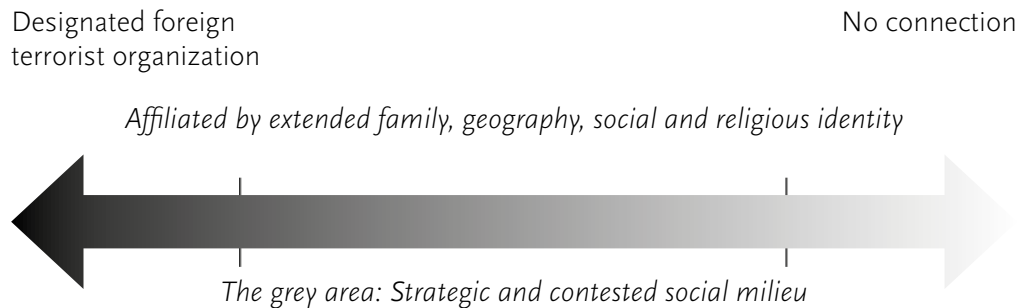 Designated foreign
terrorist organization
No connection
Affiliated by extended family, geography, social and religious identity
The grey area: Strategic and contested social milieu